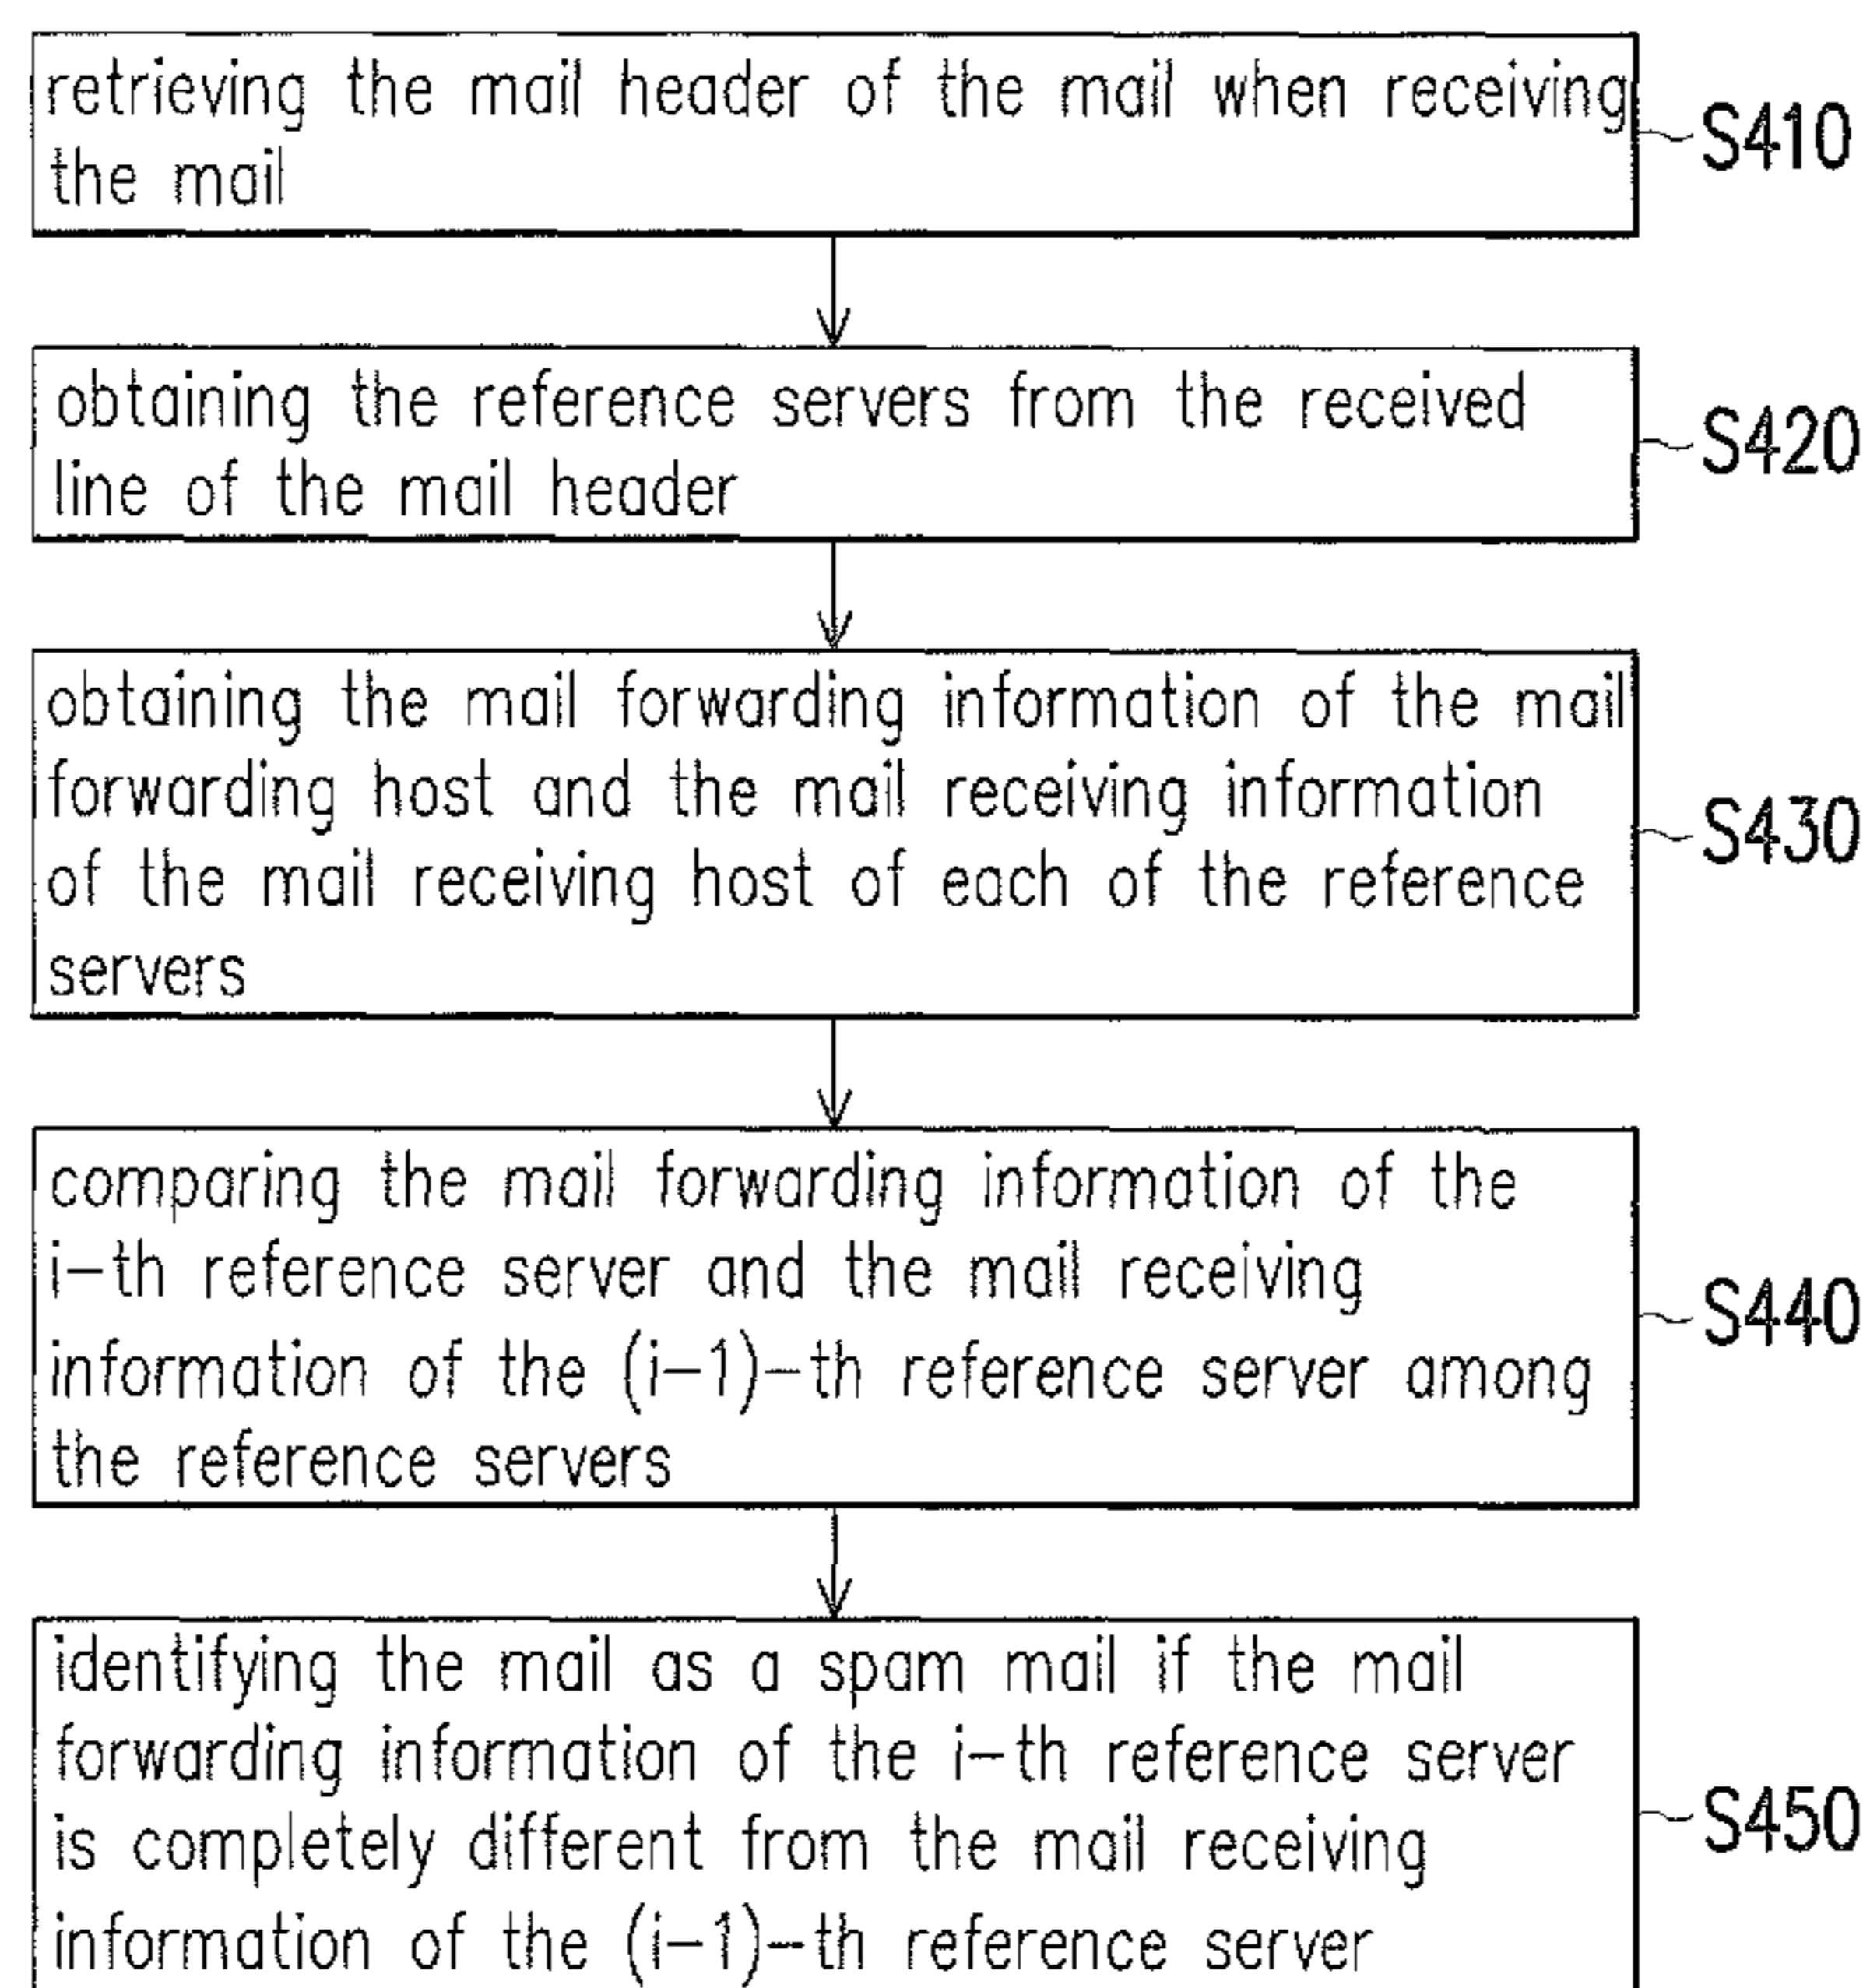 retrieving the mail header of the mail when receiving
the mail
S410
obtaining the reference servers from the received
line of the mail header
S420
obtaining the mail forwarding information of the mail
forwarding host and the mail receiving information
of the mail receiving host of each of the reference
servers
S430
comparing the mail forwarding information of the
i-th reference server and the mail receiving
information of the (i-1)-th reference server among
the reference servers
S440
identifying the mail as a spam mail if the mail
forwarding information of the i-th reference server
is completely different from the mail receiving
information of the (i-1)-th reference server
S450